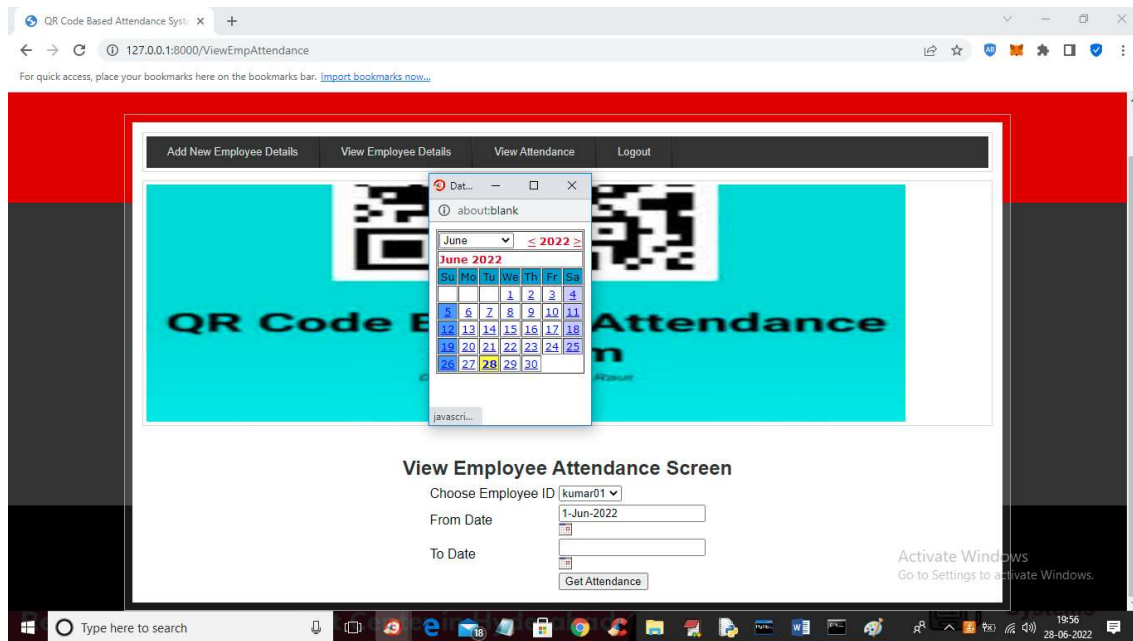 QR Code Based Attendance Syst
127.0.0.1:8000/ViewEmpAttendance
For quick access, place your bookmarks here on the bookmarks bar. Import bookmarks now...
Add New Employee Details View Employee Details View Attendance Logout
Dat...
about:blank
June < 2022 >
June 2022
Su Mo Tu We Th Fr Sa
1 2 3 4
5 6 7 8 9 10 11
12 13 14 15 16 17 18
19 20 21 22 23 24 25
26 27 28 29 30
javascri...
QR Code Attendance
View Employee Attendance Screen
Choose Employee ID kumar01
From Date 1-Jun-2022
To Date
Get Attendance
Activate Windows
Go to Settings to activate Windows.
Type here to search
18
19:56
28-06-2022